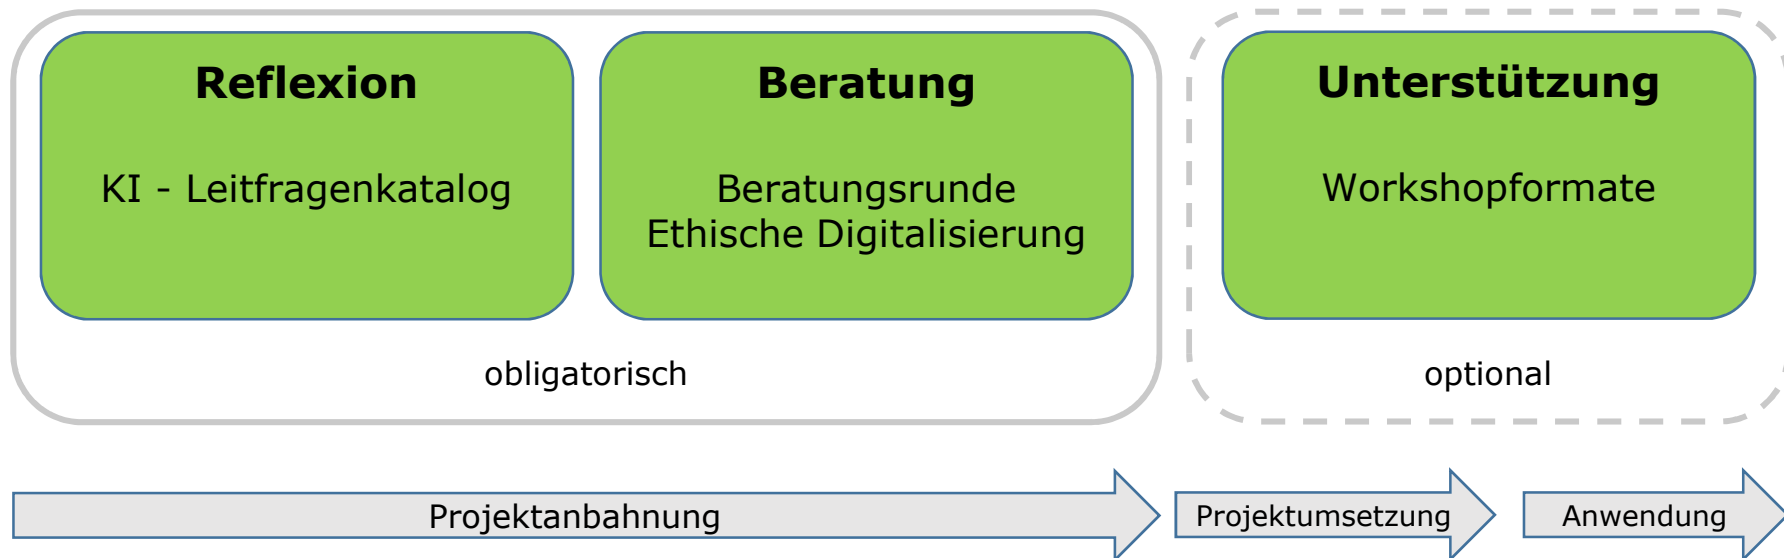 Reflexion
KI - Leitfragenkatalog
Beratung
Beratungsrunde
Ethische Digitalisierung
obligatorisch
Unterstützung
Workshopformate
optional
Projektanbahnung
Projektumsetzung
Anwendung